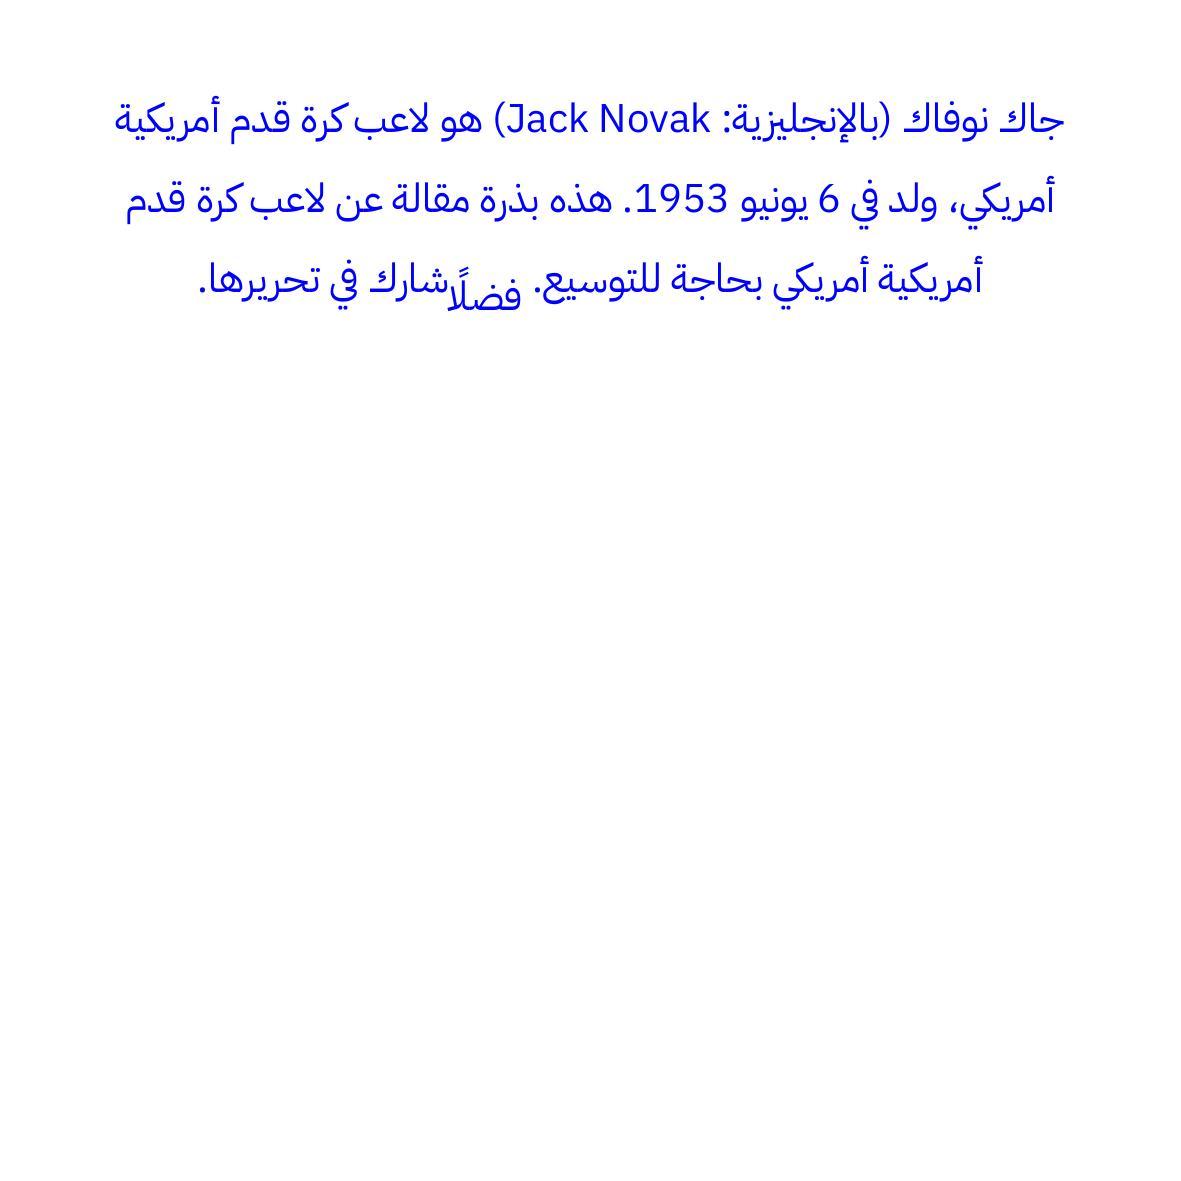 جاك نوفاك (بالإنجليزية: Jack Novak) هو لاعب كرة قدم أمريكية
أمريكي، ولد في 6 يونيو 1953. هذه بذرة مقالة عن لاعب كرة قدم
أمريكية أمريكي بحاجة للتوسيع. فضلًا شارك في تحريرها.